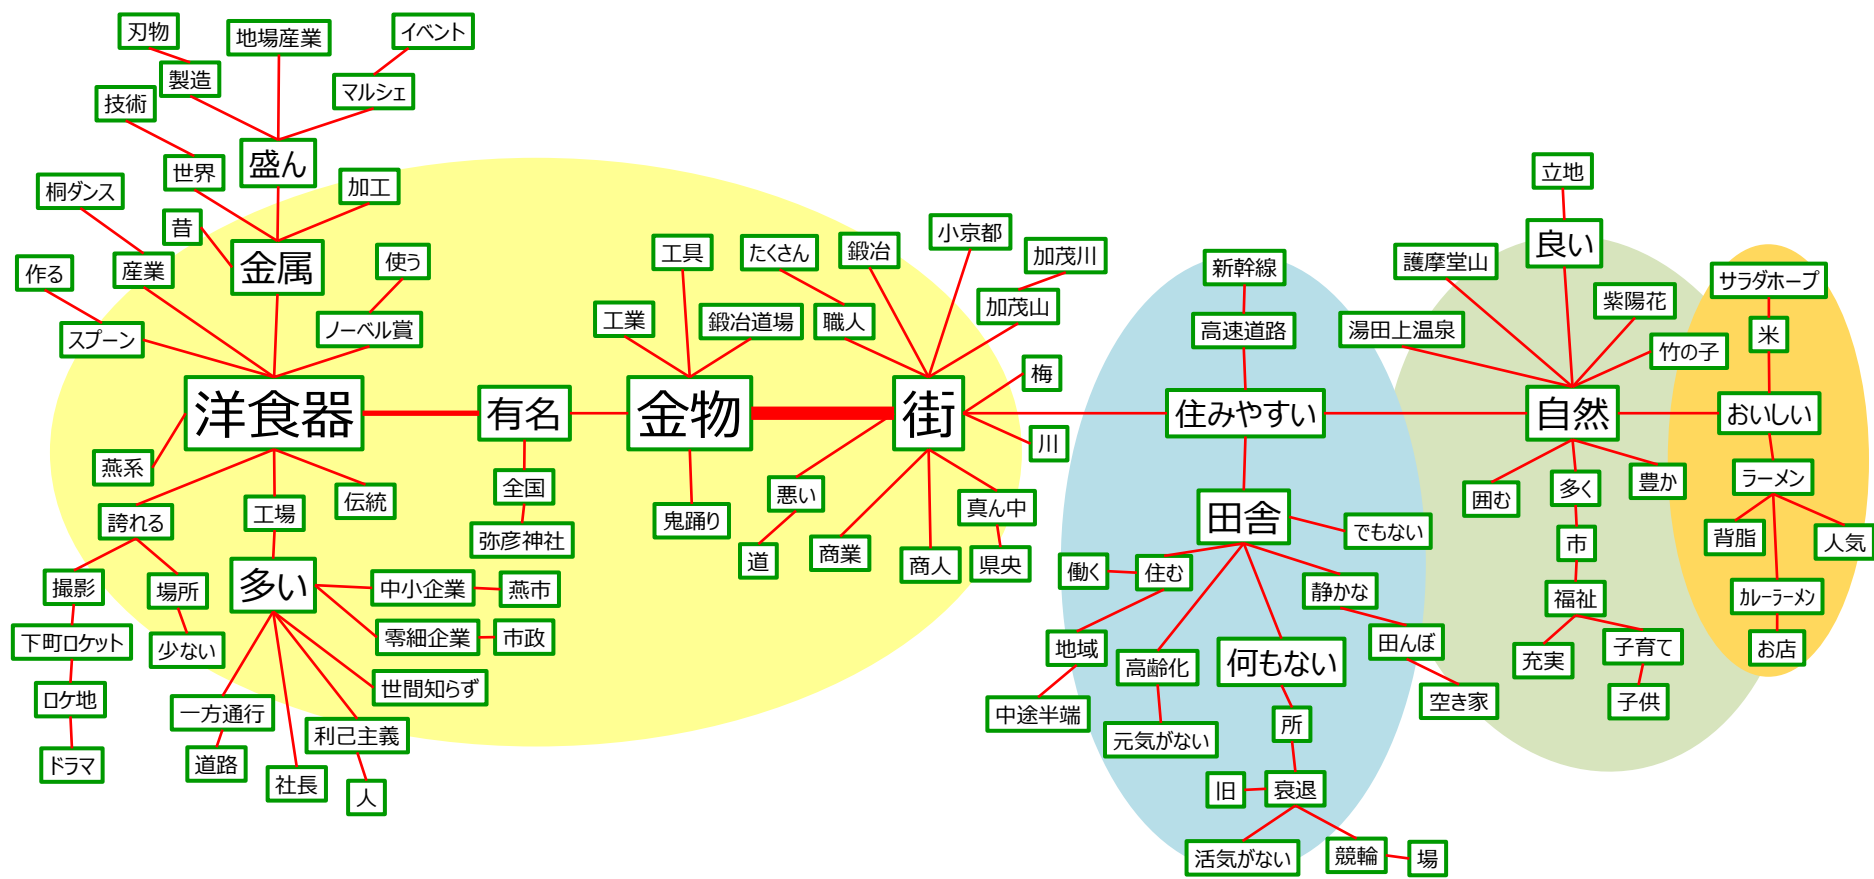 刃物
地場産業
イベント
製造
マルシェ
技術
盛ん
世界
加工
桐ダンス
昔
金属
使う
作る
産業
スプーン
ノーベル賞
洋食器
有名
燕系
誇れる
工場
伝統
全国
弥彦神社
撮影
場所
多い
中小企業
燕市
下町ロケット
少ない
零細企業
市政
ロケ地
世間知らず
一方通行
利己主義
ドラマ
道路
社長
人
工具
たくさん
鍛冶
小京都
加茂川
工業
鍛冶道場
職人
加茂山
金物
街
梅
川
鬼踊り
悪い
真ん中
道
商業
商人
県央
新幹線
高速道路
住みやすい
田舎
でもない
働く
住む
静かな
地域
高齢化
何もない
田んぼ
中途半端
元気がない
所
空き家
旧
衰退
活気がない
競輪
場
立地
良い
護摩堂山
紫陽花
湯田上温泉
竹の子
自然
囲む
多く
豊か
市
福祉
充実
子育て
子供
サラダホープ
米
おいしい
ラーメン
背脂
人気
カレーラーメン
お店